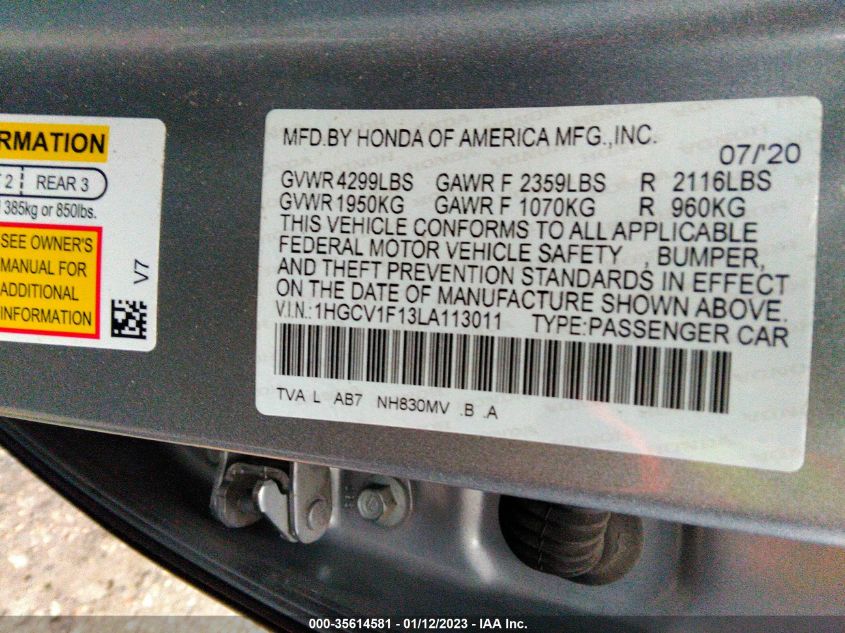 RMATION
2 REAR 3
385kg or 850lbs.
SEE OWNER'S
MANUAL FOR
ADDITIONAL
INFORMATION
V7
MFD.BY HONDA OF AMERICA MFG.,INC.
07/'20
GVWR 4299LBS GAWR F 2359LBS R 2116LBS
GVWR 1950KG GAWR F 1070KG R 960KG
THIS VEHICLE CONFORMS TO ALL APPLICABLE
FEDERAL MOTOR VEHICLE SAFETY , BUMPER,
AND THEFT PREVENTION STANDARDS IN EFFECT
ON THE DATE OF MANUFACTURE SHOWN ABOVE.
V.I.N.: 1HGCV1F13LA113011 TYPE:PASSENGER CAR
TVA L AB7 NH830MV .B .A
000-35614581 - 01/12/2023 - IAA Inc.